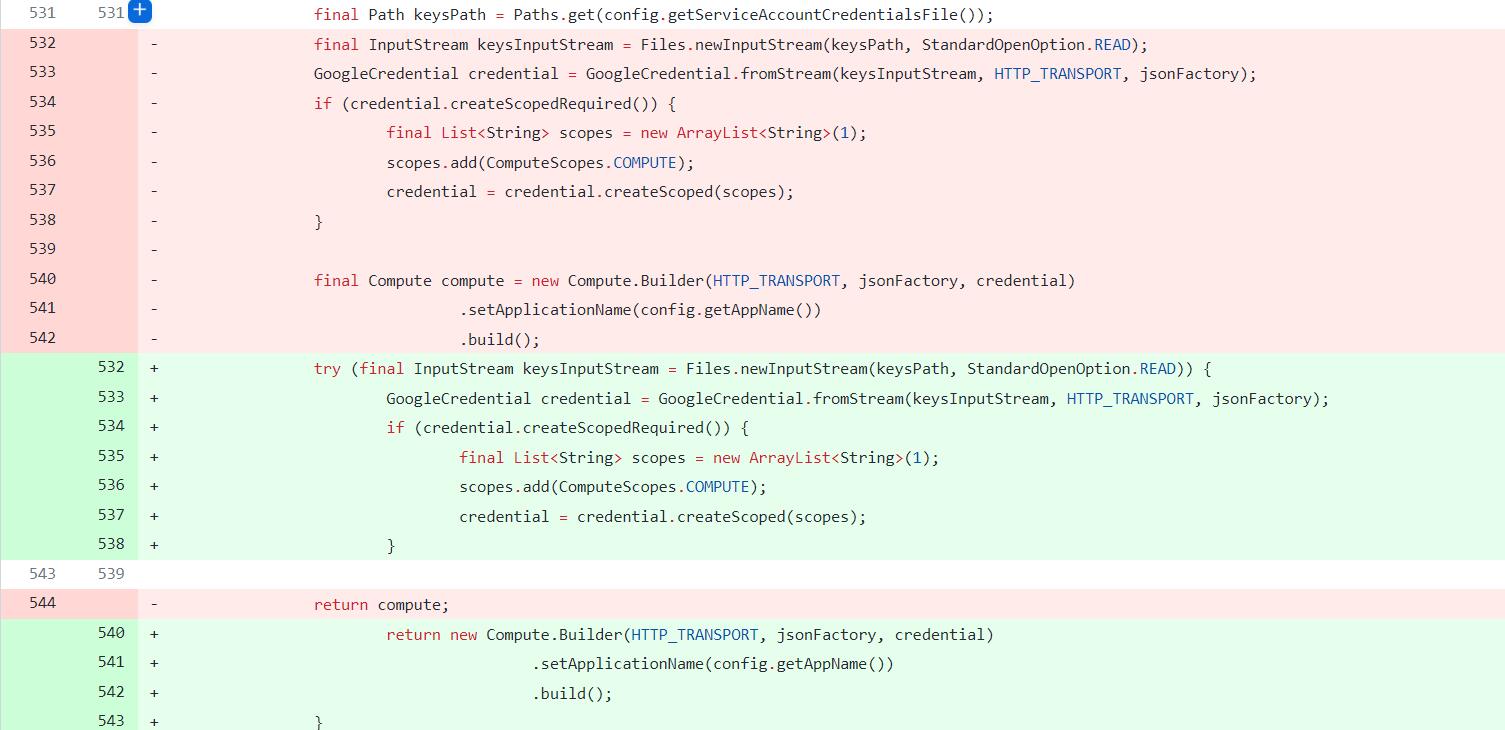 531 531 + final Path keysPath = Paths.get(config.getServiceAccountCredentialsFile());
532 - final InputStream keysInputStream = Files.newInputStream(keysPath, StandardOpenOption.READ);
533 - GoogleCredential credential = GoogleCredential.fromStream(keysInputStream, HTTP_TRANSPORT, jsonFactory);
534 - if (credential.createScopedRequired()) {
535 - final List<String> scopes = new ArrayList<String>(1);
536 - scopes.add(ComputeScopes.COMPUTE);
537 - credential = credential.createScoped(scopes);
538 - }
539 -
540 - final Compute compute = new Compute.Builder(HTTP_TRANSPORT, jsonFactory, credential)
541 - .setApplicationName(config.getAppName())
542 - .build();
532 + try (final InputStream keysInputStream = Files.newInputStream(keysPath, StandardOpenOption.READ)) {
533 + GoogleCredential credential = GoogleCredential.fromStream(keysInputStream, HTTP_TRANSPORT, jsonFactory);
534 + if (credential.createScopedRequired()) {
535 + final List<String> scopes = new ArrayList<String>(1);
536 + scopes.add(ComputeScopes.COMPUTE);
537 + credential = credential.createScoped(scopes);
538 + }
543 539
544 - return compute;
540 + return new Compute.Builder(HTTP_TRANSPORT, jsonFactory, credential)
541 + .setApplicationName(config.getAppName())
542 + .build();
543 + }